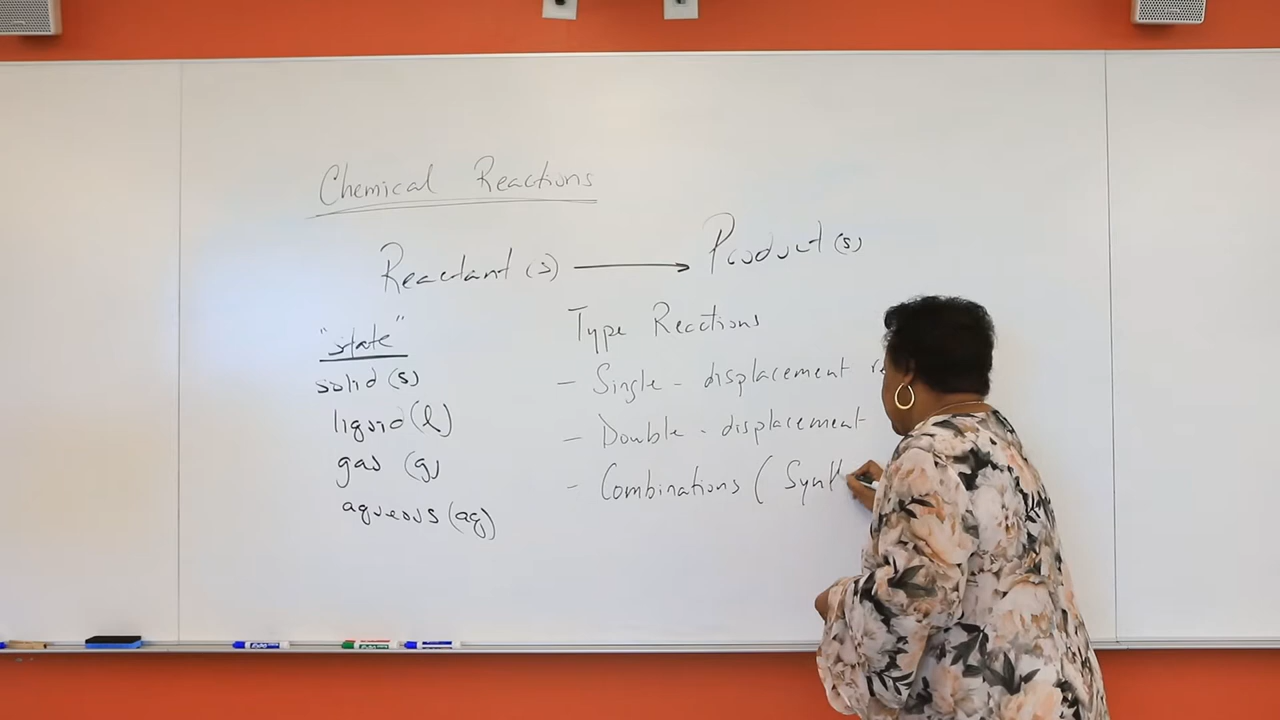 Chemical Reactions
Reactant (s) → Product (s)
"state"
solid (s)
liquid (l)
gas (g)
aqueous (aq)
Type Reactions
- Single - displacement
- Double - displacement
- Combinations ( Synt